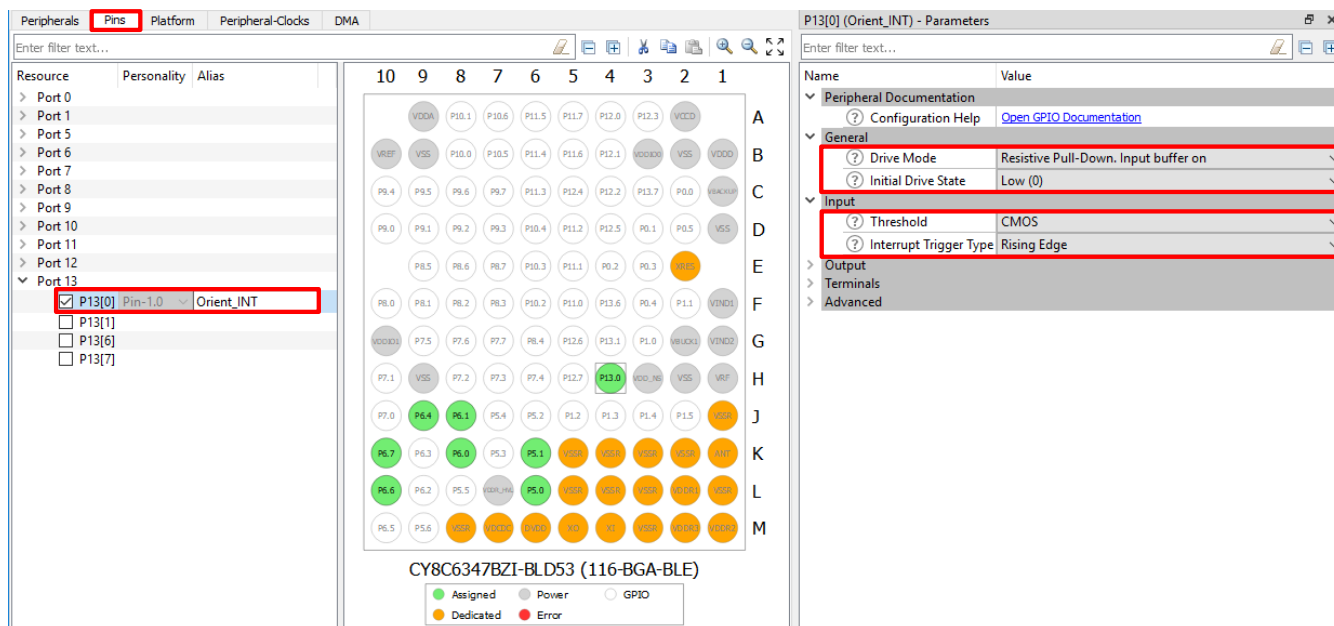 Peripherals Pins Platform Peripheral-Clocks DMA
Enter filter text...
Resource Personality Alias
Port 0
Port 1
Port 5
Port 6
Port 7
Port 8
Port 9
Port 10
Port 11
Port 12
Port 13
P13[0] Pin-1.0 Orient_INT
P13[1]
P13[6]
P13[7]
10 9 8 7 6 5 4 3 2 1
VDDA P10.1 P10.6 P11.5 P11.7 P12.0 P12.3 VCCD A
VREF VSS P10.0 P10.5 P11.4 P11.6 P12.1 VDDIO0 VSS VDDD B
P9.4 P9.5 P9.6 P9.7 P11.3 P12.4 P12.2 P13.7 P0.0 VBACKUP C
P9.0 P9.1 P9.2 P9.3 P10.4 P11.2 P12.5 P0.1 P0.5 VSS D
P8.5 P8.6 P8.7 P10.3 P11.1 P0.2 P0.3 XRES E
P8.0 P8.1 P8.2 P8.3 P10.2 P11.0 P13.6 P0.4 P1.1 VIND1 F
VDDIO1 P7.5 P7.6 P7.7 P8.4 P12.6 P13.1 P1.0 VBUCK1 VIND2 G
P7.1 VSS P7.2 P7.3 P7.4 P12.7 P13.0 VDD_NS VSS VRF H
P7.0 P6.4 P6.1 P5.4 P5.2 P1.2 P1.3 P1.4 P1.5 VSSR J
P6.7 P6.3 P6.0 P5.3 P5.1 VSSR VSSR VSSR VSSR ANT K
P6.6 P6.2 P5.5 VDDR_HVL P5.0 VSSR VSSR VSSR VDDR1 VSSR L
P6.5 P5.6 VSSR VDCDC DVDD XO XI VSSR VDDR3 VDDR2 M
CY8C6347BZI-BLD53 (116-BGA-BLE)
Assigned Power GPIO
Dedicated Error
P13[0] (Orient_INT) - Parameters
Enter filter text...
Name Value
Peripheral Documentation
Configuration Help Open GPIO Documentation
General
Drive Mode Resistive Pull-Down. Input buffer on
Initial Drive State Low (0)
Input
Threshold CMOS
Interrupt Trigger Type Rising Edge
Output
Terminals
Advanced